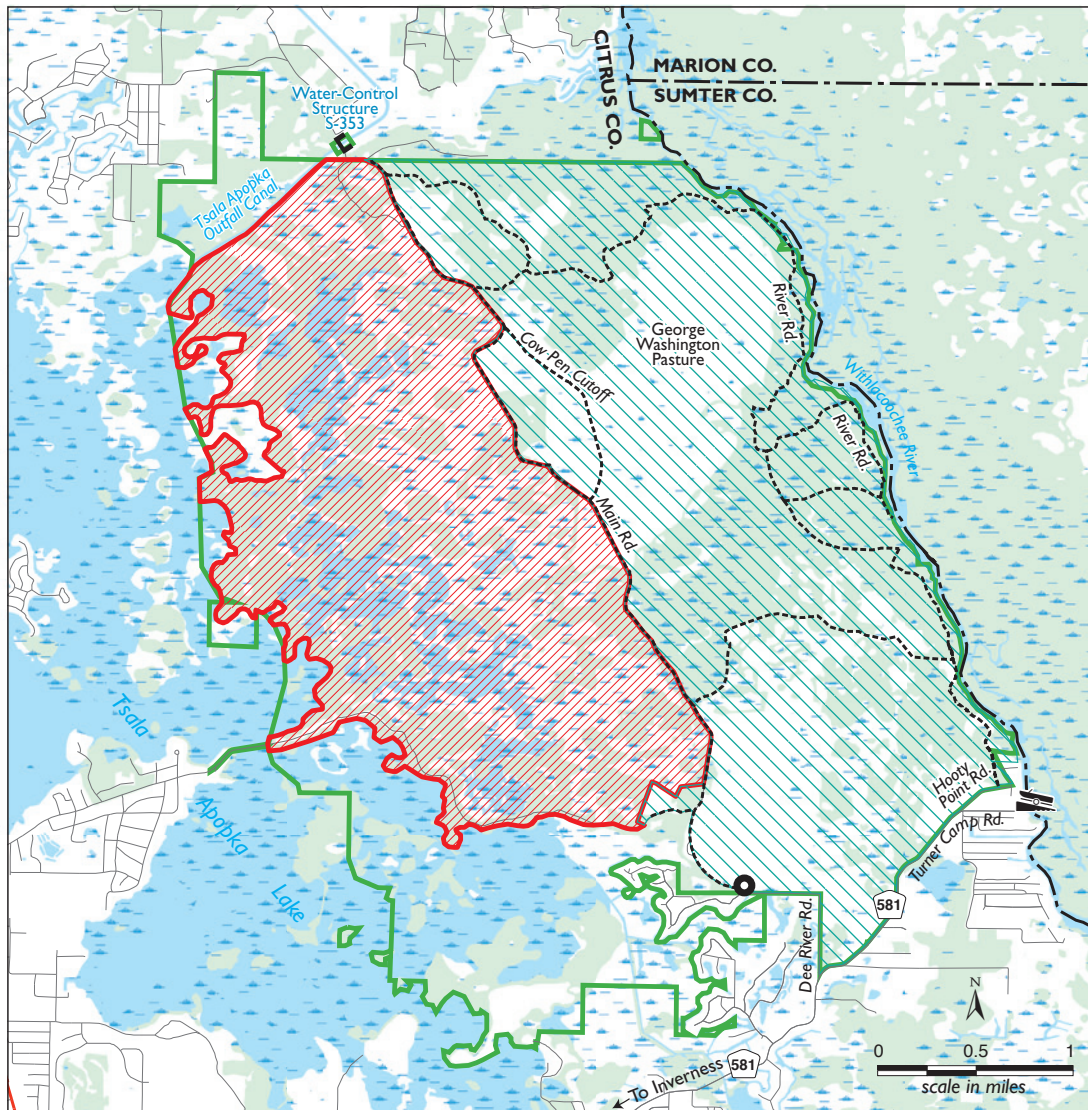 MARION CO.
SUMTER CO.
CITRUS CO.
Water-Control
Structure
S-353
Tsala Apopka
Outfall Canal
George
Washington
Pasture
River Rd.
Cow Pen Cutoff
Withlacoochee River
River Rd.
Main Rd.
Tsala
Apopka
Lake
Hooty
Point Rd.
Turner Camp Rd.
581
Dee River Rd.
N
0 0.5 1
scale in miles
To Inverness
581